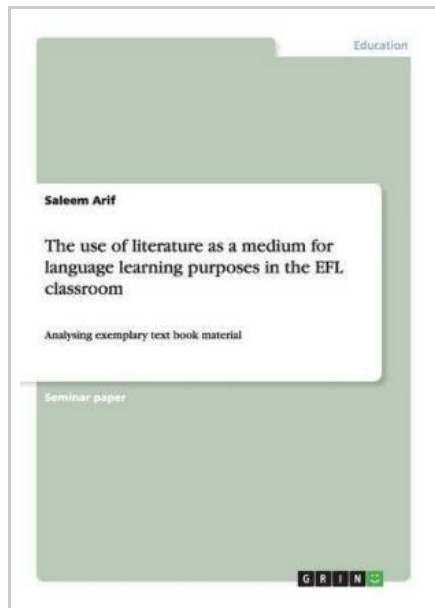 Education
Saleem Arif
The use of literature as a medium for
language learning purposes in the EFL
classroom
Analysing exemplary text book material
Seminar paper
GRIN